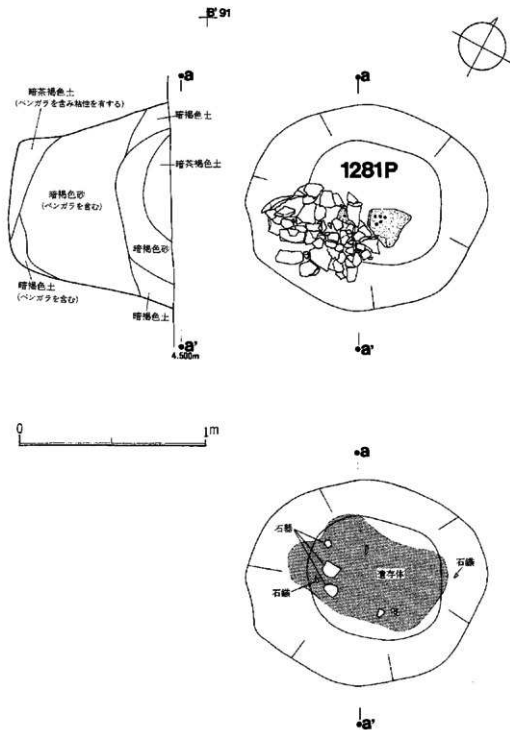 B'91
a
暗茶褐色土
(ベンガラを含み粘性を有する)
暗褐色土
暗茶褐色土
暗褐色砂
(ベンガラを含む)
暗褐色砂
暗褐色土
(ベンガラを含む)
暗褐色土
a'
4.500m
a
1281P
a'
0
1m
a
石鏃
遺存体
石鏃
a'